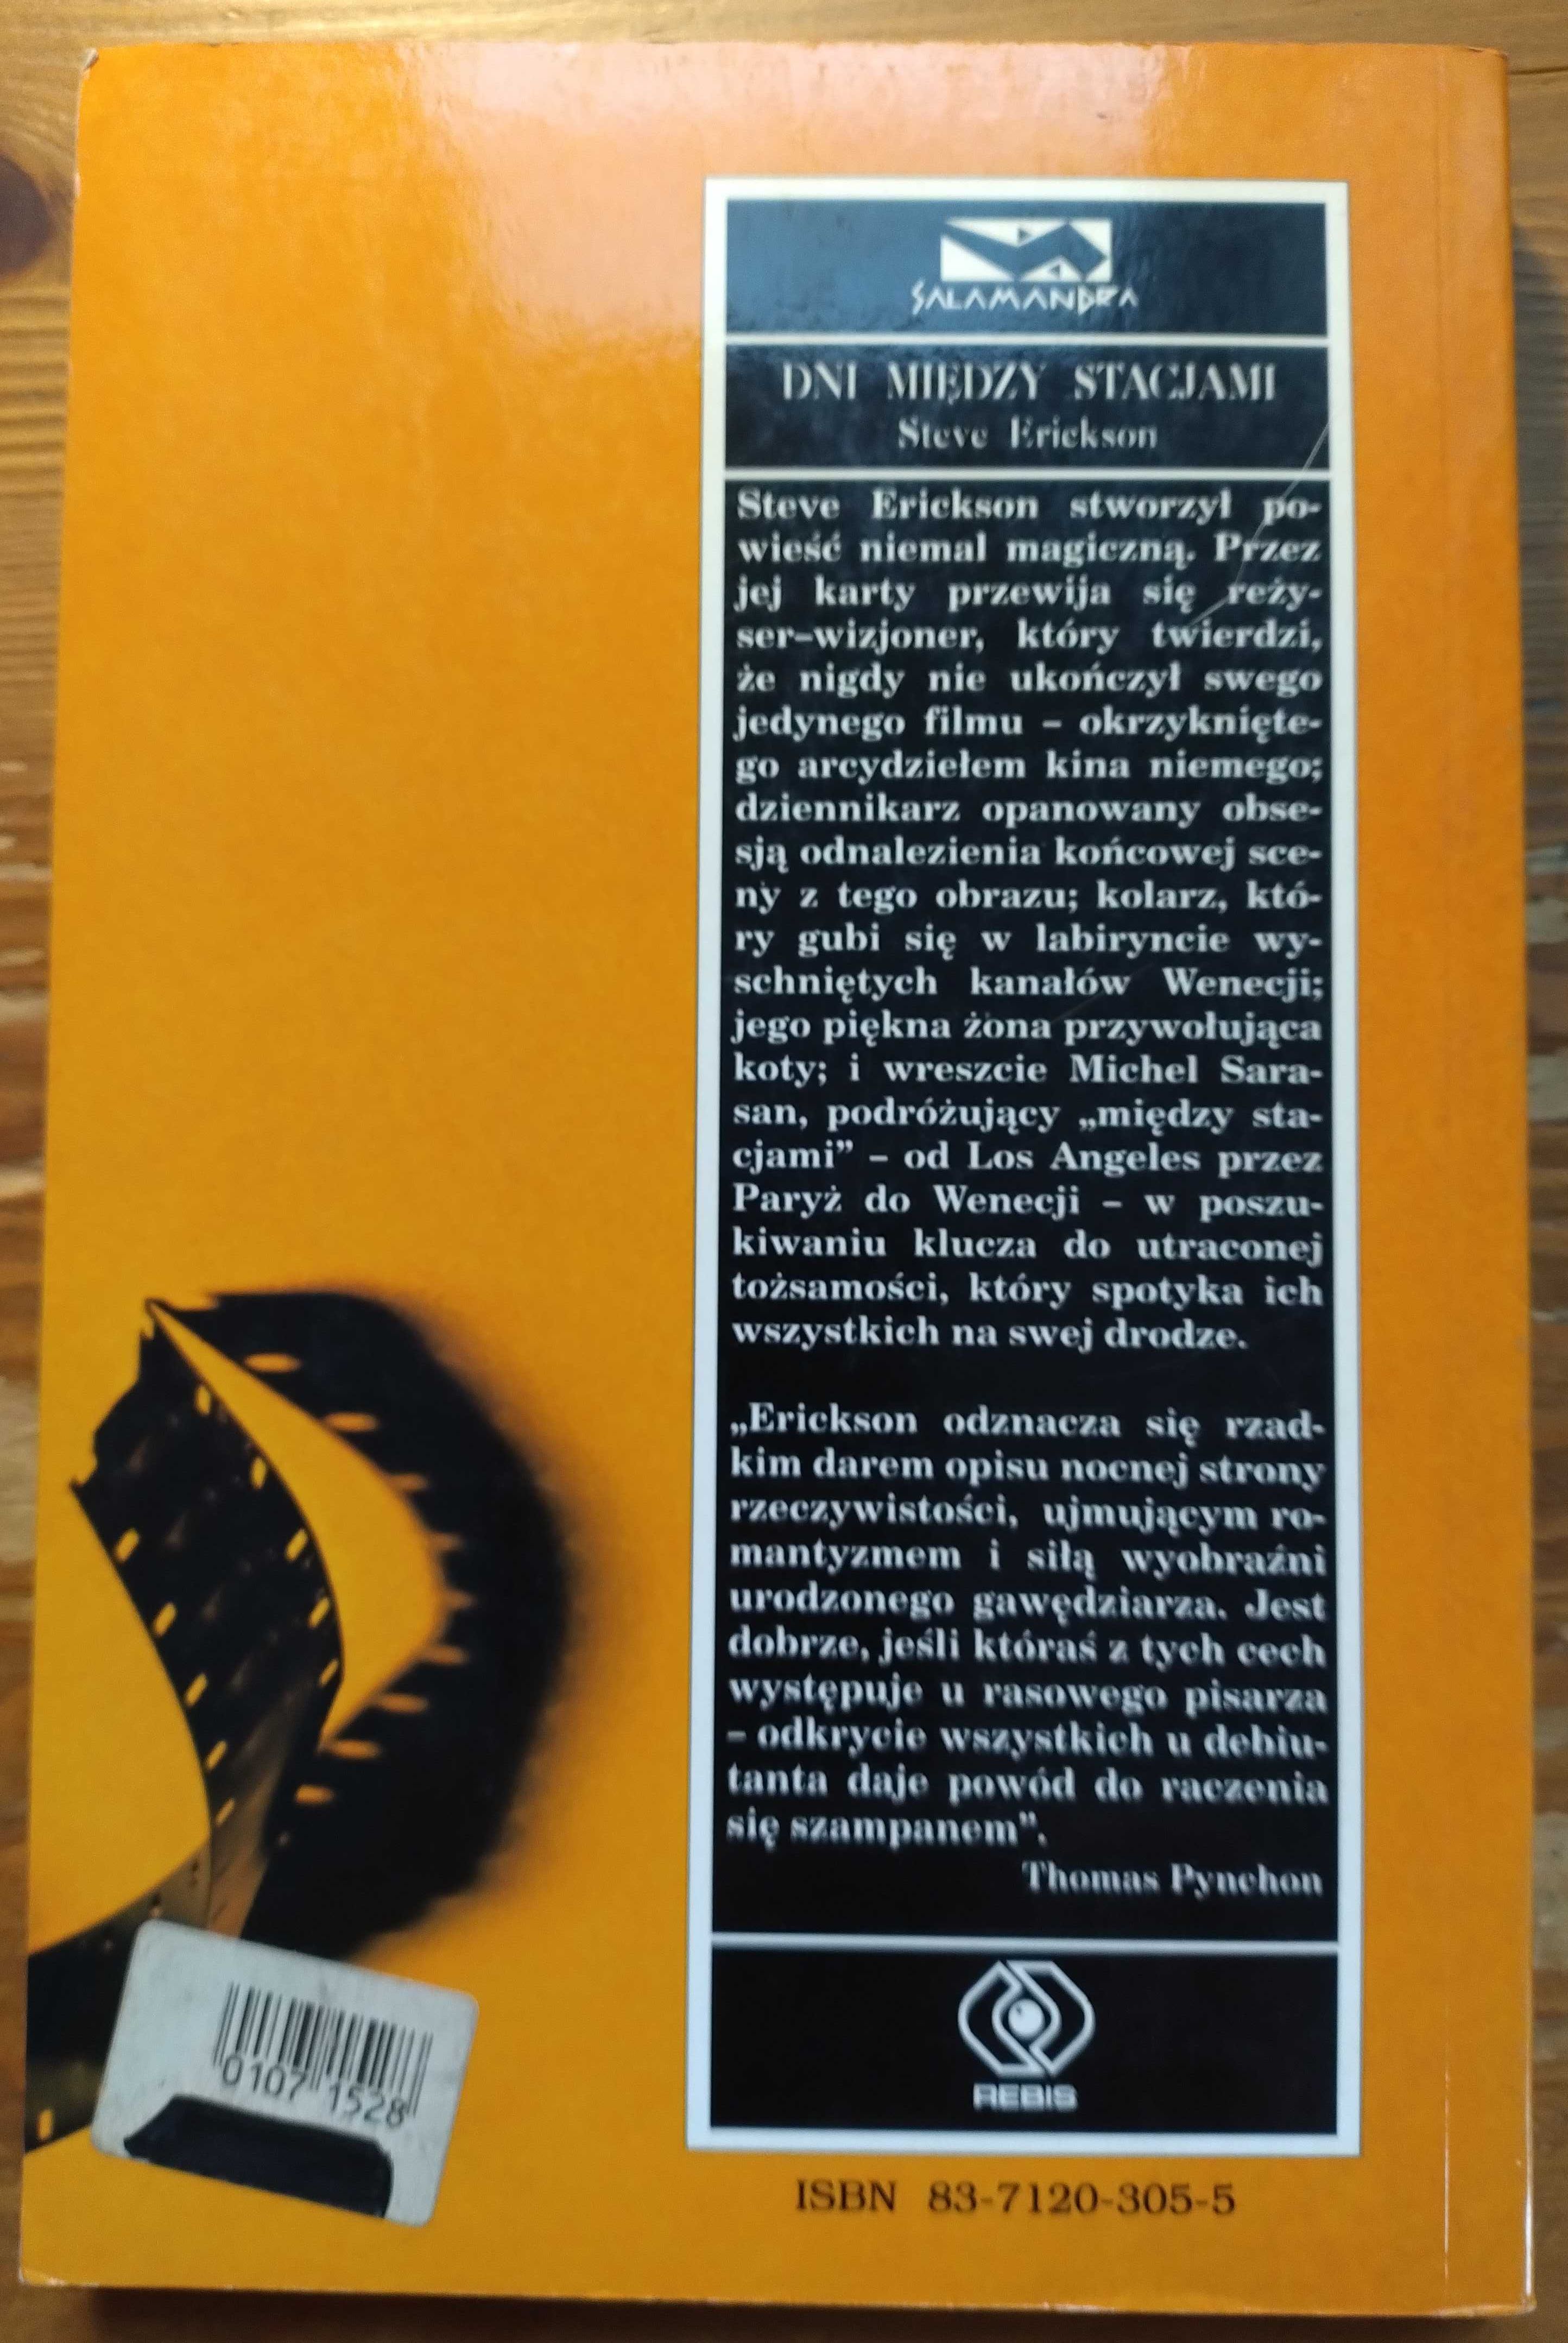 SALAMANDRA
DNI MIĘDZY STACJAMI
Steve Erickson
Steve Erickson stworzył po-
wieść niemal magiczną. Przez
jej karty przewija się reży-
ser–wizjoner, który twierdzi,
że nigdy nie ukończył swego
jedynego filmu – okrzyknięte-
go arcydziełem kina niemego;
dziennikarz opanowany obse-
sją odnalezienia końcowej sce-
ny z tego obrazu; kolarz, któ-
ry gubi się w labiryncie wy-
schniętych kanałów Wenecji;
jego piękna żona przywołująca
koty; i wreszcie Michel Sara-
san, podróżujący „między sta-
cjami” – od Los Angeles przez
Paryż do Wenecji – w poszu-
kiwaniu klucza do utraconej
tożsamości, który spotyka ich
wszystkich na swej drodze.
„Erickson odznacza się rzad-
kim darem opisu nocnej strony
rzeczywistości, ujmującym ro-
mantyzmem i siłą wyobraźni
urodzonego gawędziarza. Jest
dobrze, jeśli któraś z tych cech
występuje u rasowego pisarza
– odkrycie wszystkich u debiu-
tanta daje powód do raczenia
się szampanem”.
Thomas Pynchon
REBIS
0107 1528
ISBN 83-7120-305-5